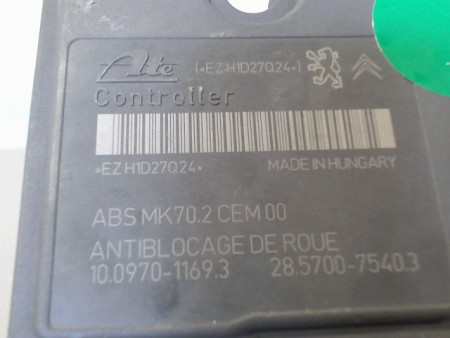 Ate (*EZ H1D27Q24*)
Controller
*EZ H1D27Q24*
MADE IN HUNGARY
ABS MK70.2 CEM 00
ANTIBLOCAGE DE ROUE
10.0970-1169.3 28.5700-7540.3